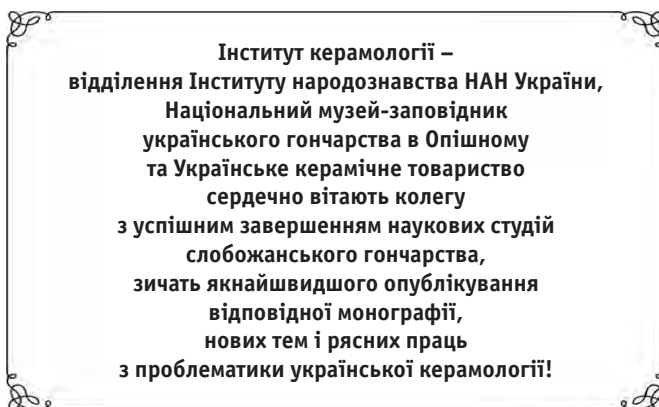 Інститут керамології –
відділення Інституту народознавства НАН України,
Національний музей-заповідник
українського гончарства в Опішному
та Українське керамічне товариство
сердечно вітають колегу
з успішним завершенням наукових студій
слобожанського гончарства,
зичать якнайшвидшого опублікування
відповідної монографії,
нових тем і рясних праць
з проблематики української керамології!